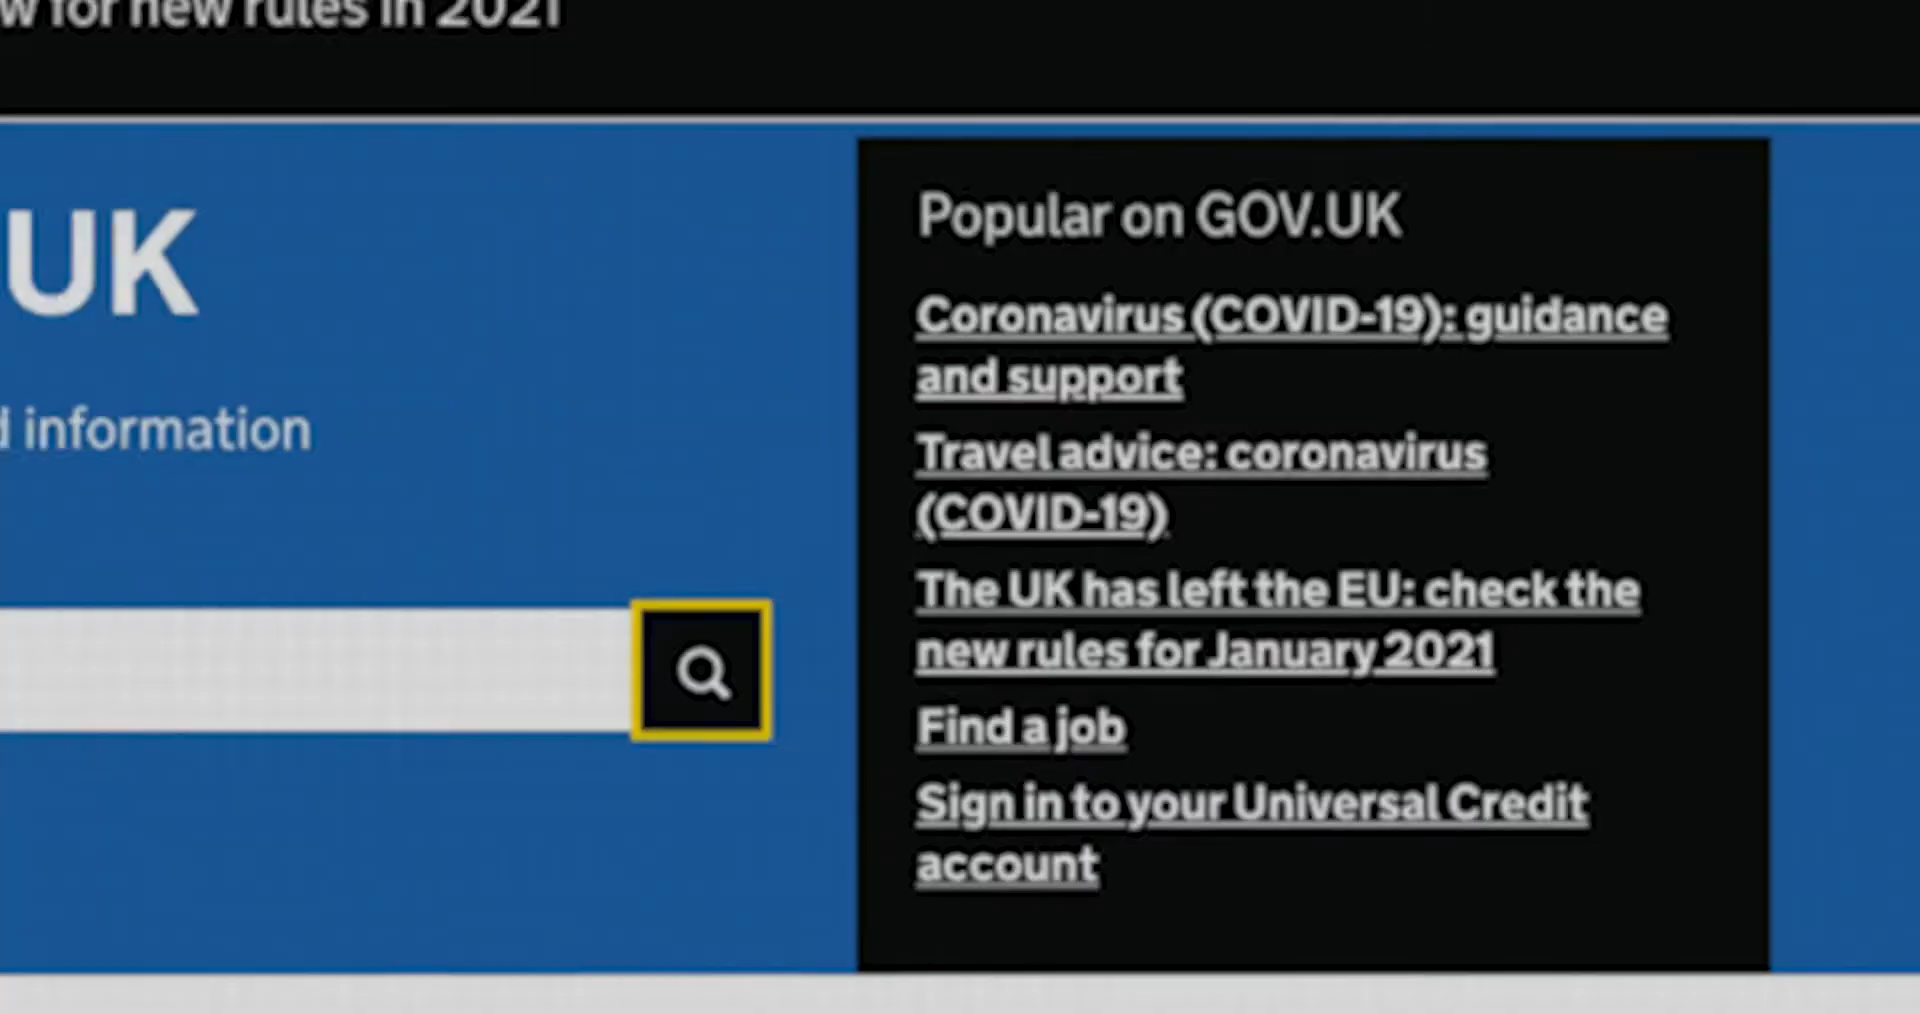 for new rules in 2021
UK
information
Popular on GOV.UK
Coronavirus (COVID-19): guidance
and support
Travel advice: coronavirus
(COVID-19)
The UK has left the EU: check the
new rules for January 2021
Find a job
Sign in to your Universal Credit
account